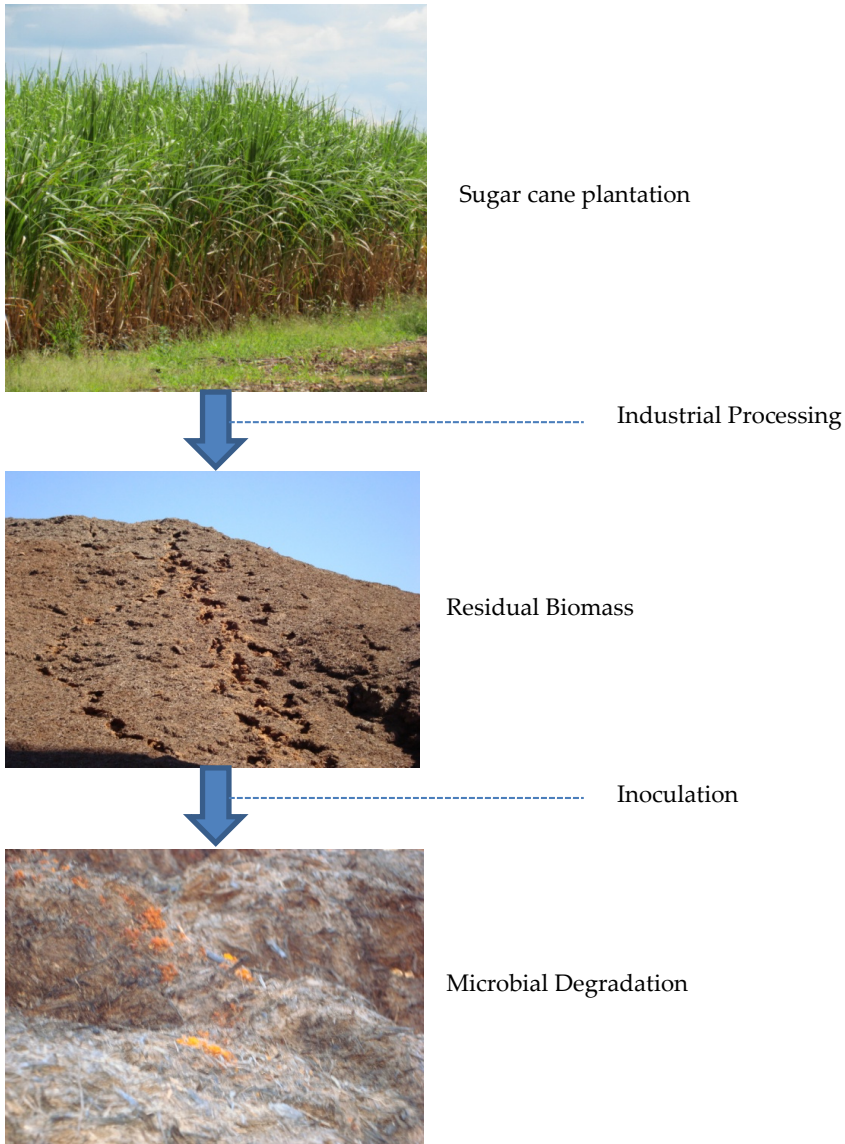 Sugar cane plantation
Industrial Processing
Residual Biomass
Inoculation
Microbial Degradation